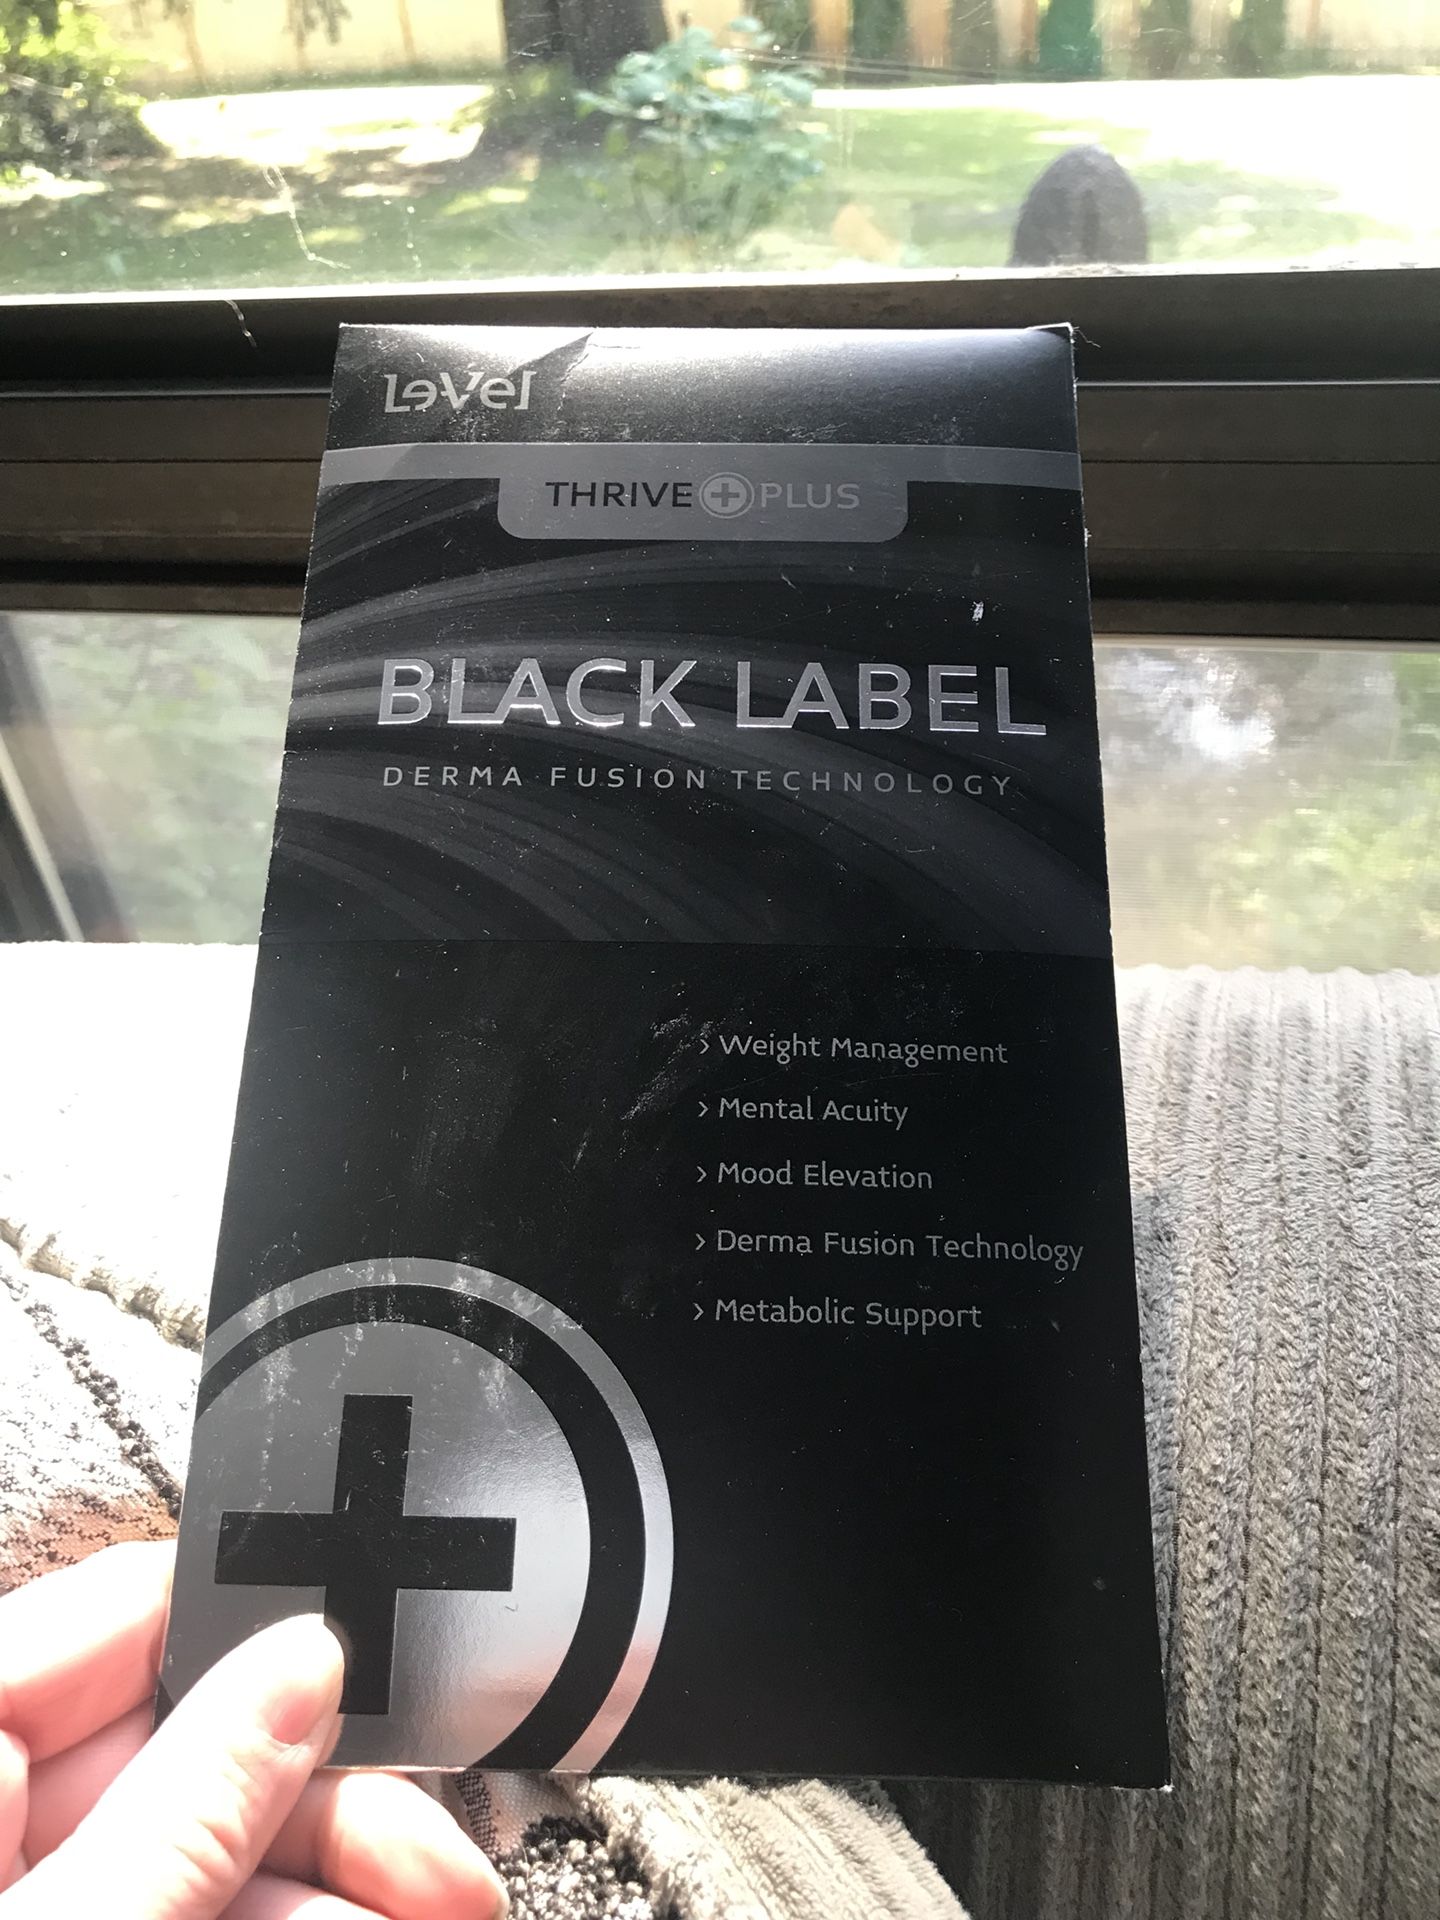 Le-Vel
THRIVE + PLUS
BLACK LABEL
DERMA FUSION TECHNOLOGY
› Weight Management
› Mental Acuity
› Mood Elevation
› Derma Fusion Technology
› Metabolic Support